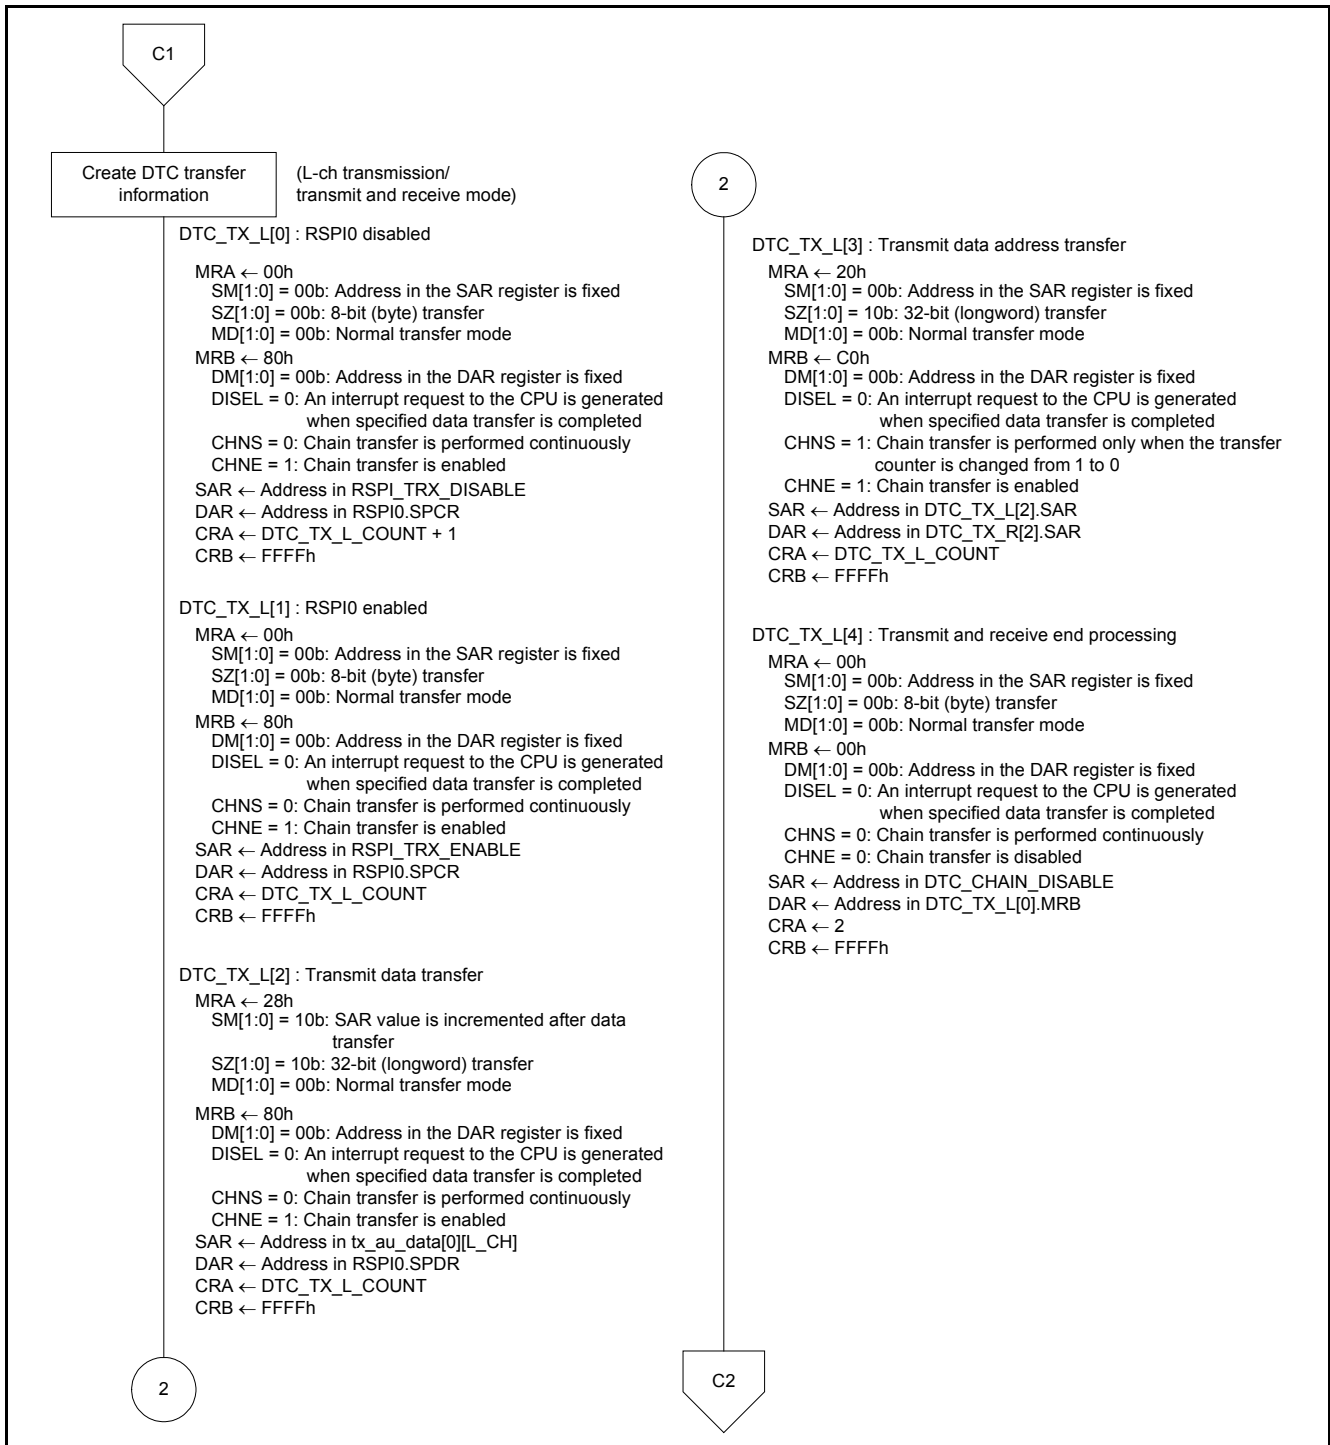 C1
Create DTC transfer
information
(L-ch transmission/
transmit and receive mode)
DTC_TX_L[0] : RSPI0 disabled
MRA ← 00h
SM[1:0] = 00b: Address in the SAR register is fixed
SZ[1:0] = 00b: 8-bit (byte) transfer
MD[1:0] = 00b: Normal transfer mode
MRB ← 80h
DM[1:0] = 00b: Address in the DAR register is fixed
DISEL = 0: An interrupt request to the CPU is generated
when specified data transfer is completed
CHNS = 0: Chain transfer is performed continuously
CHNE = 1: Chain transfer is enabled
SAR ← Address in RSPI_TRX_DISABLE
DAR ← Address in RSPI0.SPCR
CRA ← DTC_TX_L_COUNT + 1
CRB ← FFFFh
DTC_TX_L[1] : RSPI0 enabled
MRA ← 00h
SM[1:0] = 00b: Address in the SAR register is fixed
SZ[1:0] = 00b: 8-bit (byte) transfer
MD[1:0] = 00b: Normal transfer mode
MRB ← 80h
DM[1:0] = 00b: Address in the DAR register is fixed
DISEL = 0: An interrupt request to the CPU is generated
when specified data transfer is completed
CHNS = 0: Chain transfer is performed continuously
CHNE = 1: Chain transfer is enabled
SAR ← Address in RSPI_TRX_ENABLE
DAR ← Address in RSPI0.SPCR
CRA ← DTC_TX_L_COUNT
CRB ← FFFFh
DTC_TX_L[2] : Transmit data transfer
MRA ← 28h
SM[1:0] = 10b: SAR value is incremented after data
transfer
SZ[1:0] = 10b: 32-bit (longword) transfer
MD[1:0] = 00b: Normal transfer mode
MRB ← 80h
DM[1:0] = 00b: Address in the DAR register is fixed
DISEL = 0: An interrupt request to the CPU is generated
when specified data transfer is completed
CHNS = 0: Chain transfer is performed continuously
CHNE = 1: Chain transfer is enabled
SAR ← Address in tx_au_data[0][L_CH]
DAR ← Address in RSPI0.SPDR
CRA ← DTC_TX_L_COUNT
CRB ← FFFFh
2
2
DTC_TX_L[3] : Transmit data address transfer
MRA ← 20h
SM[1:0] = 00b: Address in the SAR register is fixed
SZ[1:0] = 10b: 32-bit (longword) transfer
MD[1:0] = 00b: Normal transfer mode
MRB ← C0h
DM[1:0] = 00b: Address in the DAR register is fixed
DISEL = 0: An interrupt request to the CPU is generated
when specified data transfer is completed
CHNS = 1: Chain transfer is performed only when the transfer
counter is changed from 1 to 0
CHNE = 1: Chain transfer is enabled
SAR ← Address in DTC_TX_L[2].SAR
DAR ← Address in DTC_TX_R[2].SAR
CRA ← DTC_TX_L_COUNT
CRB ← FFFFh
DTC_TX_L[4] : Transmit and receive end processing
MRA ← 00h
SM[1:0] = 00b: Address in the SAR register is fixed
SZ[1:0] = 00b: 8-bit (byte) transfer
MD[1:0] = 00b: Normal transfer mode
MRB ← 00h
DM[1:0] = 00b: Address in the DAR register is fixed
DISEL = 0: An interrupt request to the CPU is generated
when specified data transfer is completed
CHNS = 0: Chain transfer is performed continuously
CHNE = 0: Chain transfer is disabled
SAR ← Address in DTC_CHAIN_DISABLE
DAR ← Address in DTC_TX_L[0].MRB
CRA ← 2
CRB ← FFFFh
C2